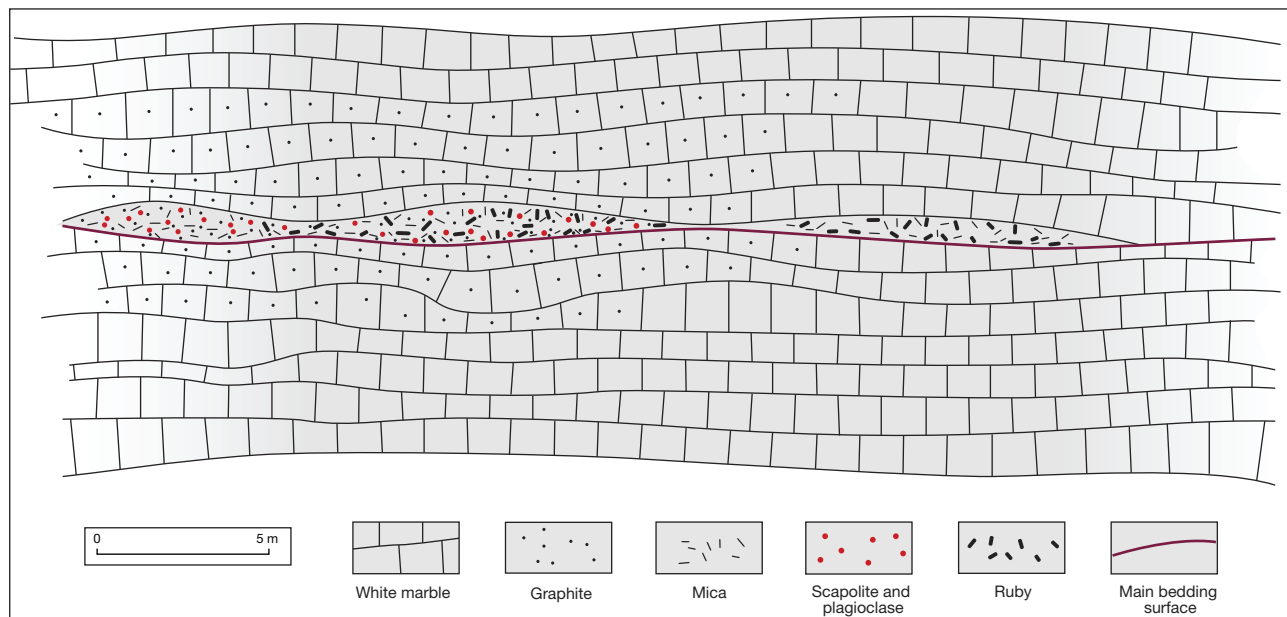 0 5 m
White marble
Graphite
Mica
Scapolite and
plagioclase
Ruby
Main bedding
surface